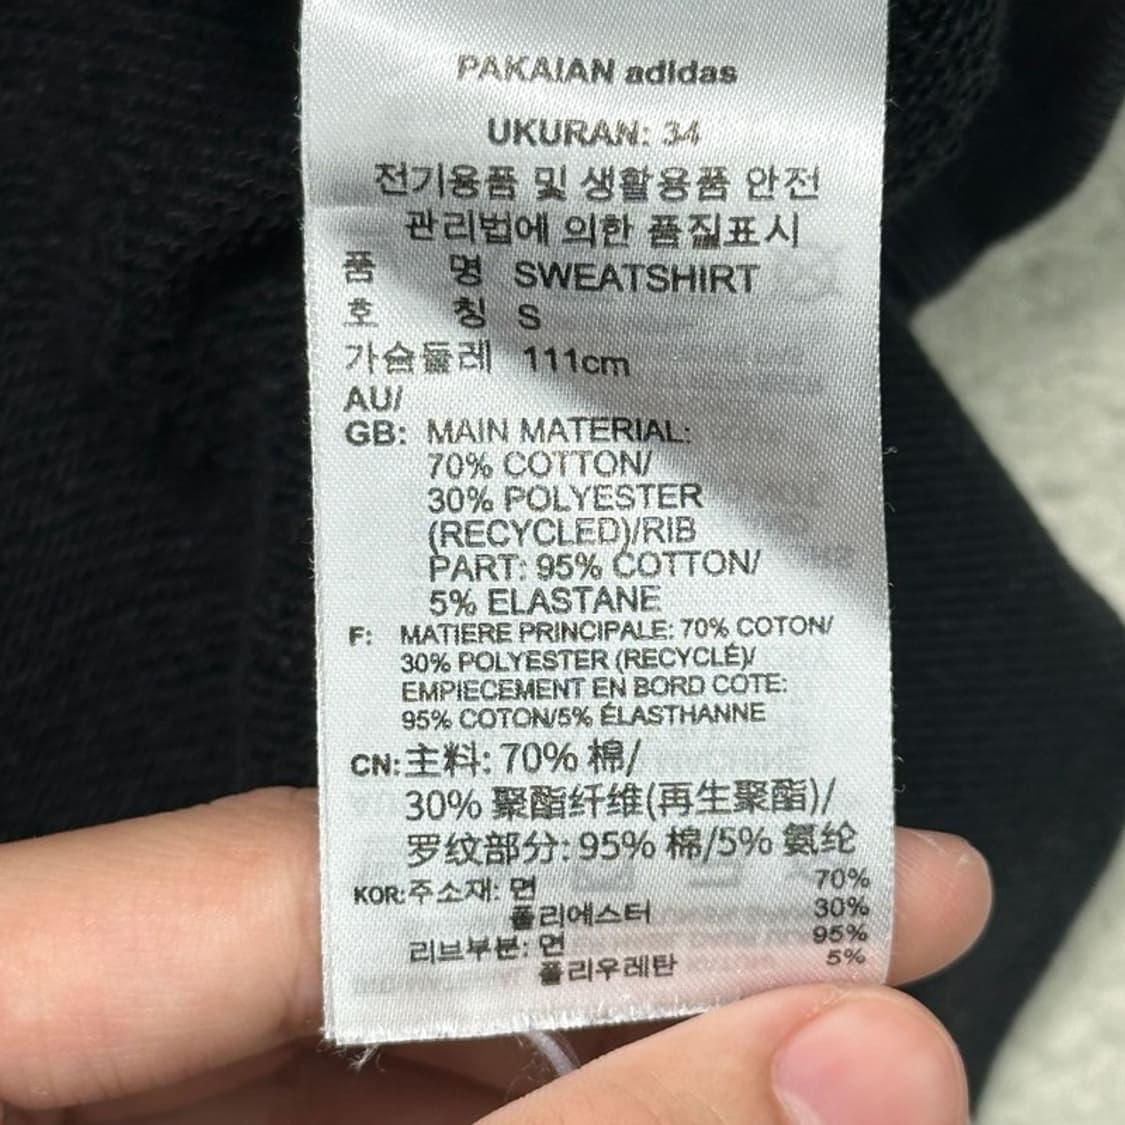 PAKAIAN adidas
UKURAN: 34
전기용품 및 생활용품 안전
관리법에 의한 품질표시
품 명 SWEATSHIRT
호 칭 S
가슴둘레 111cm
AU/
GB: MAIN MATERIAL:
70% COTTON/
30% POLYESTER
(RECYCLED)/RIB
PART: 95% COTTON/
5% ELASTANE
F: MATIERE PRINCIPALE: 70% COTON/
30% POLYESTER (RECYCLÉ)/
EMPIECEMENT EN BORD COTE:
95% COTON/5% ÉLASTHANNE
CN: 主料: 70% 棉/
30% 聚酯纤维(再生聚酯)/
罗纹部分: 95% 棉/5% 氨纶
KOR: 주소재: 면 70%
폴리에스터 30%
리브부분: 면 95%
폴리우레탄 5%